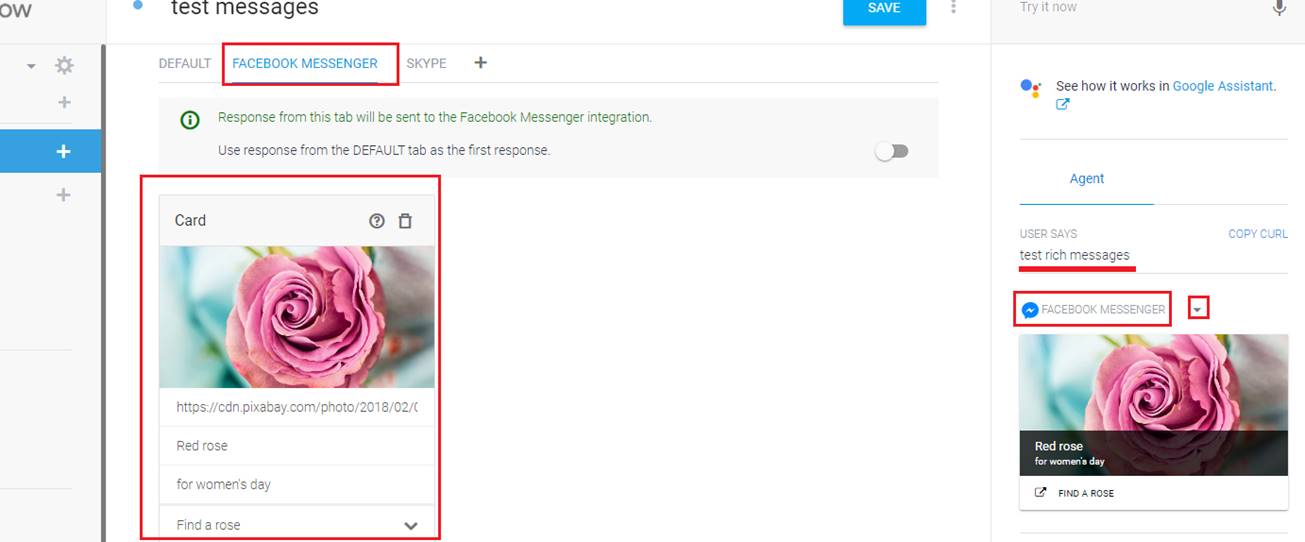 ow
test messages
SAVE
DEFAULT
FACEBOOK MESSENGER
SKYPE
Response from this tab will be sent to the Facebook Messenger integration.
Use response from the DEFAULT tab as the first response.
Card
https://cdn.pixabay.com/photo/2018/02/0
Red rose
for women's day
Find a rose
Try it now
See how it works in Google Assistant.
Agent
USER SAYS
COPY CURL
test rich messages
FACEBOOK MESSENGER
Red rose
for women's day
FIND A ROSE